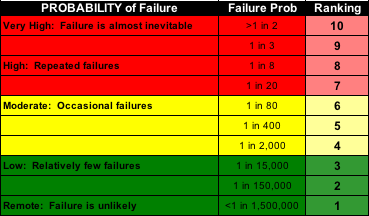 PROBABILITY of Failure Failure Prob Ranking
Very High: Failure is almost inevitable >1 in 2 10
1 in 3 9
High: Repeated failures 1 in 8 8
1 in 20 7
Moderate: Occasional failures 1 in 80 6
1 in 400 5
1 in 2,000 4
Low: Relatively few failures 1 in 15,000 3
1 in 150,000 2
Remote: Failure is unlikely <1 in 1,500,000 1